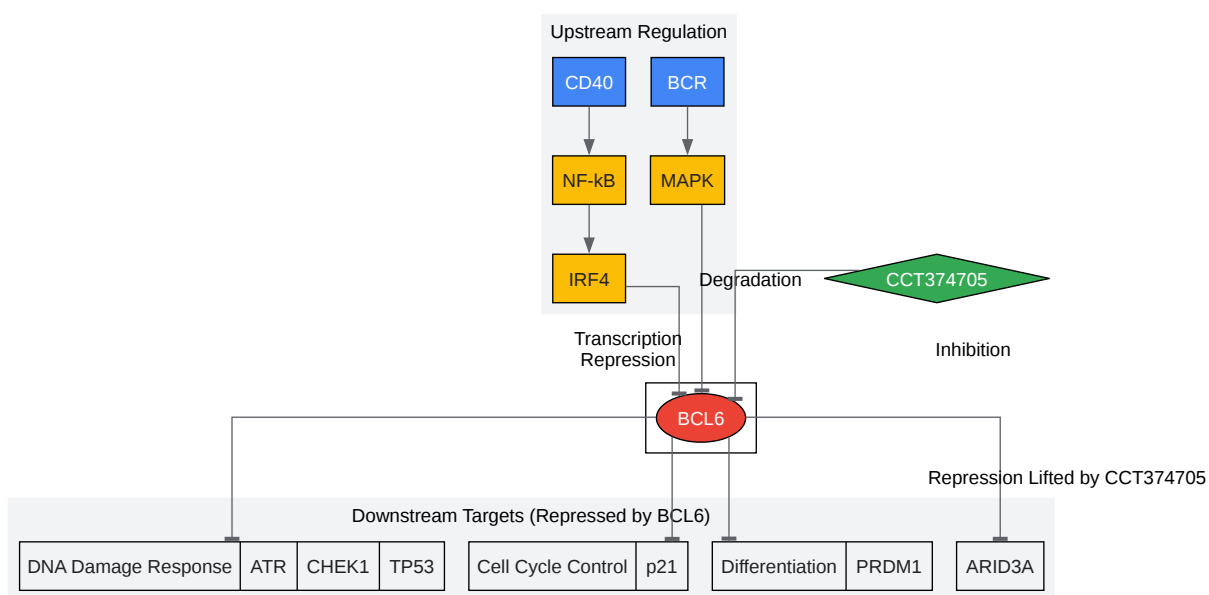 Upstream Regulation
CD40
BCR
NF-kB
MAPK
IRF4
Degradation
CCT374705
Transcription
Repression
Inhibition
BCL6
Repression Lifted by CCT374705
Downstream Targets (Repressed by BCL6)
DNA Damage Response
ATR
CHEK1
TP53
Cell Cycle Control
p21
Differentiation
PRDM1
ARID3A